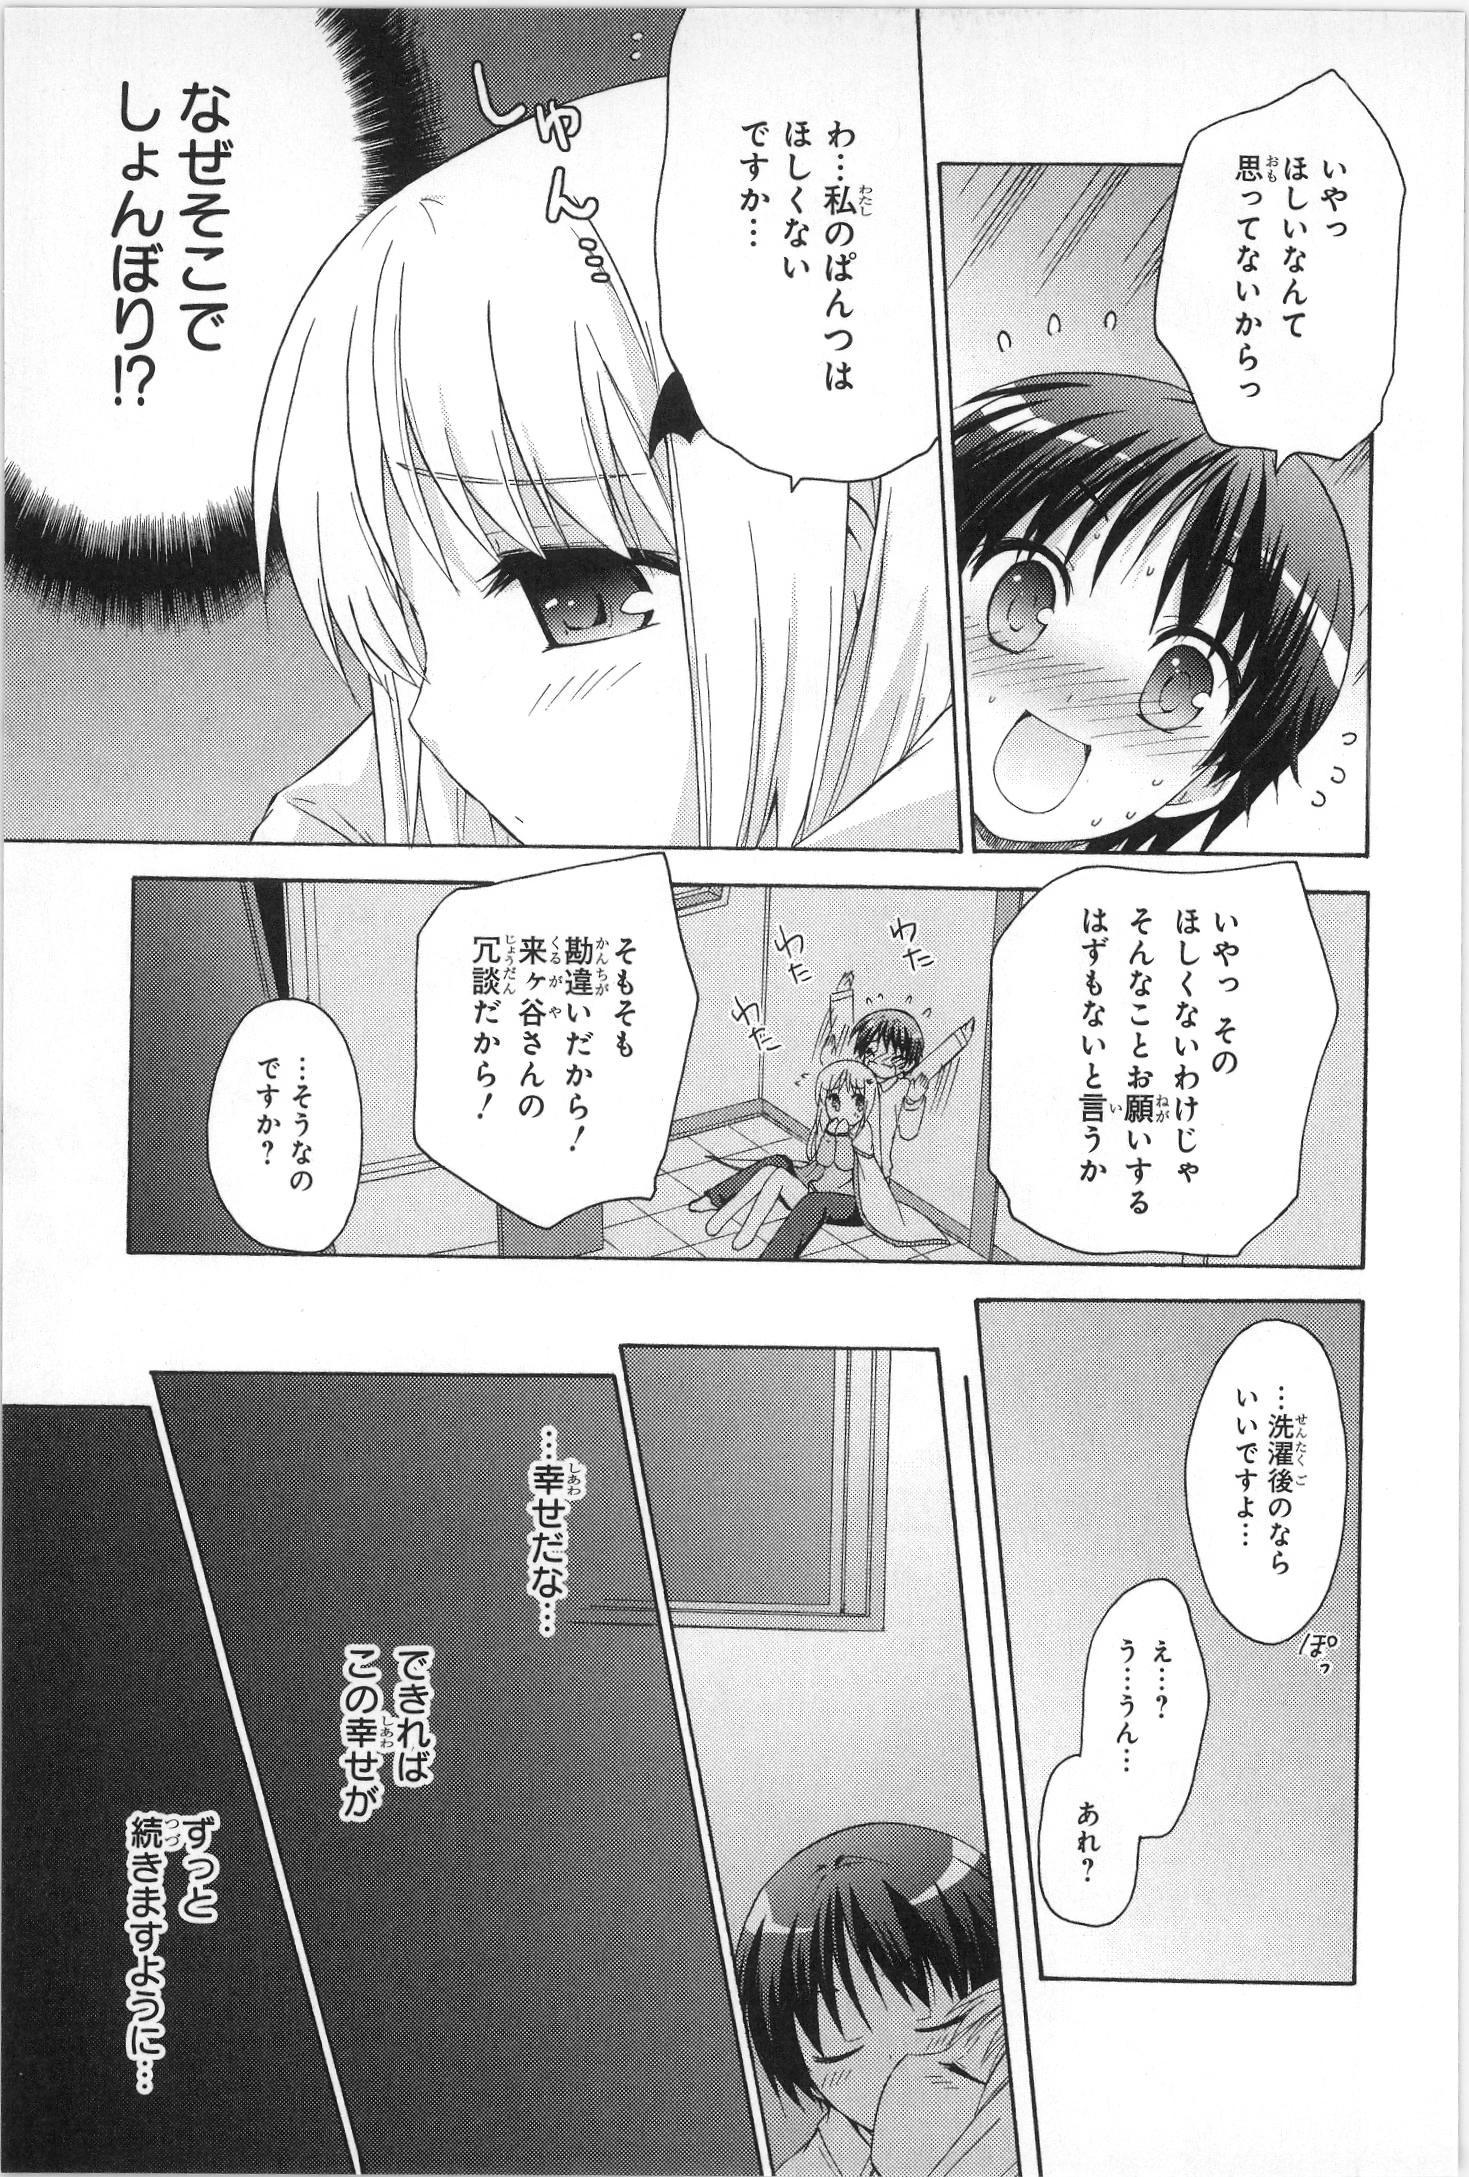 いやっ
ほしいなんて
思ってないからっ
わ…私のぱんつは
ほしくない
ですか…
しゅん…
なぜそこで
しょんぼり!?
いやっ その
ほしくないわけじゃ
そんなことお願いする
はずもないと言うか
わた
わた
わた
そもそも
勘違いだから!
来ヶ谷さんの
冗談だから!
…そうなの
ですか?
…洗濯後のなら
いいですよ…
ぽっ
え…?
う…うん…
あれ?
…幸せだな…
できれば
この幸せが
ずっと
続きますように…